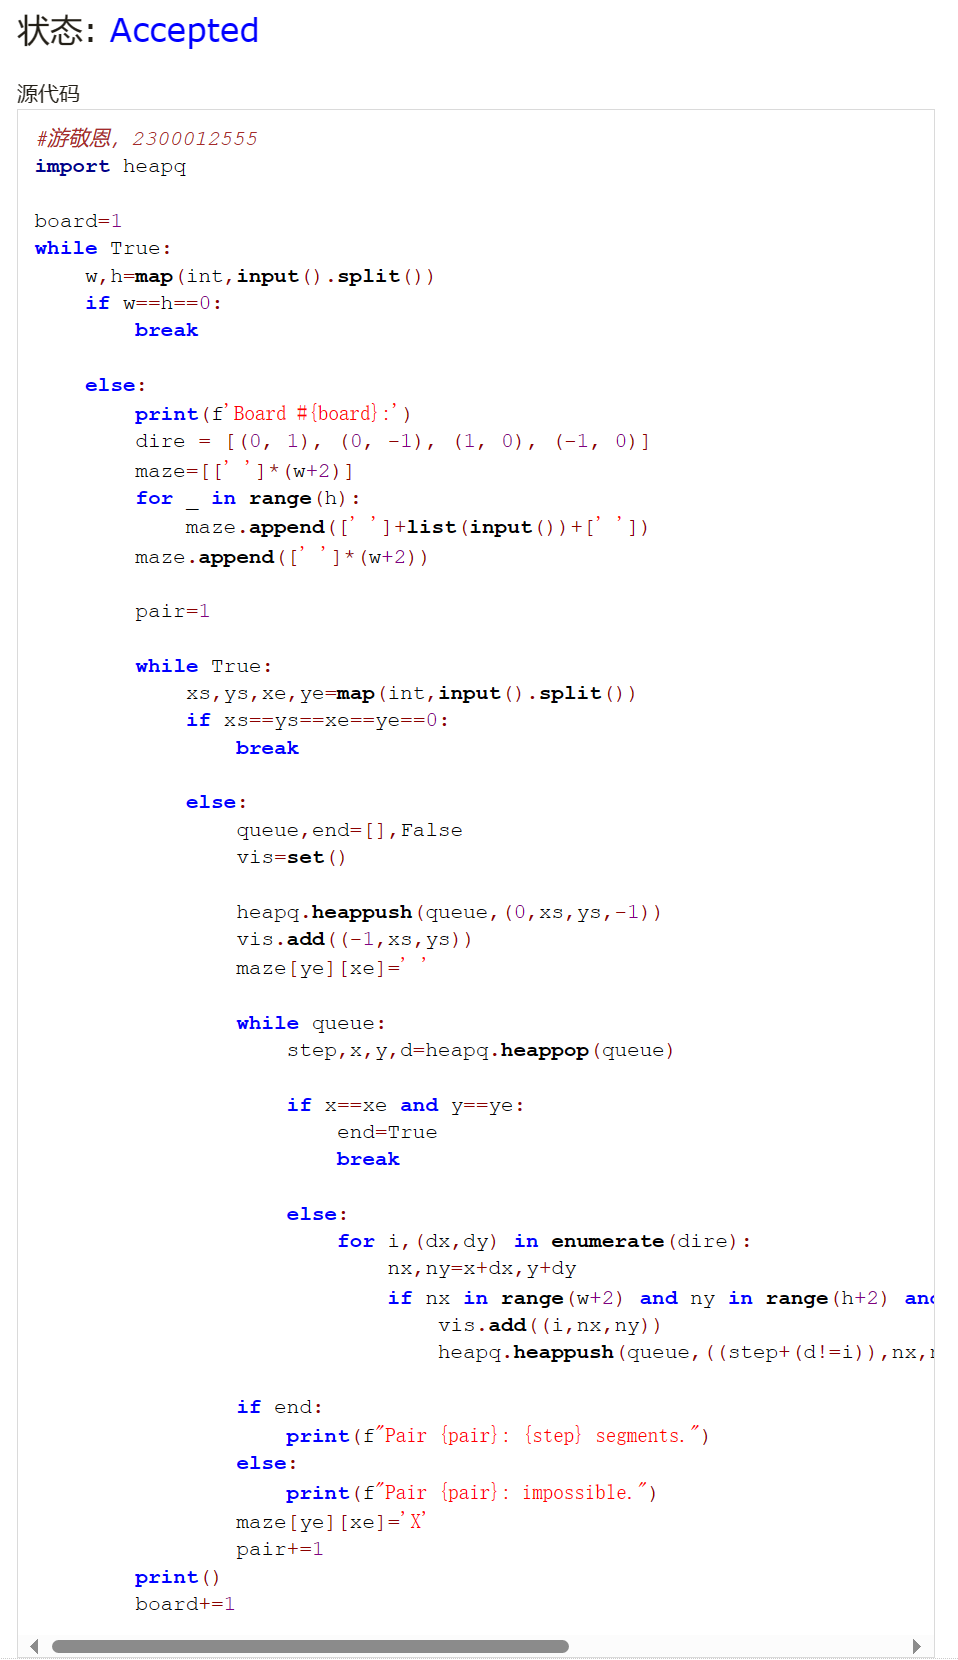 状态: Accepted
源代码
#游敬恩, 2300012555
import heapq
board=1
while True:
    w,h=map(int,input().split())
    if w==h==0:
        break
    else:
        print(f'Board #{board}:')
        dire = [(0, 1), (0, -1), (1, 0), (-1, 0)]
        maze=[[' ']*(w+2)]
        for _ in range(h):
            maze.append([' ']+list(input())+[' '])
        maze.append([' ']*(w+2))
        pair=1
        while True:
            xs,ys,xe,ye=map(int,input().split())
            if xs==ys==xe==ye==0:
                break
            else:
                queue,end=[],False
                vis=set()
                heapq.heappush(queue,(0,xs,ys,-1))
                vis.add((-1,xs,ys))
                maze[ye][xe]=' '
                while queue:
                    step,x,y,d=heapq.heappop(queue)
                    if x==xe and y==ye:
                        end=True
                        break
                    else:
                        for i,(dx,dy) in enumerate(dire):
                            nx,ny=x+dx,y+dy
                            if nx in range(w+2) and ny in range(h+2) and
                                vis.add((i,nx,ny))
                                heapq.heappush(queue,((step+(d!=i)),nx,
                if end:
                    print(f"Pair {pair}: {step} segments.")
                else:
                    print(f"Pair {pair}: impossible.")
                maze[ye][xe]='X'
                pair+=1
        print()
        board+=1